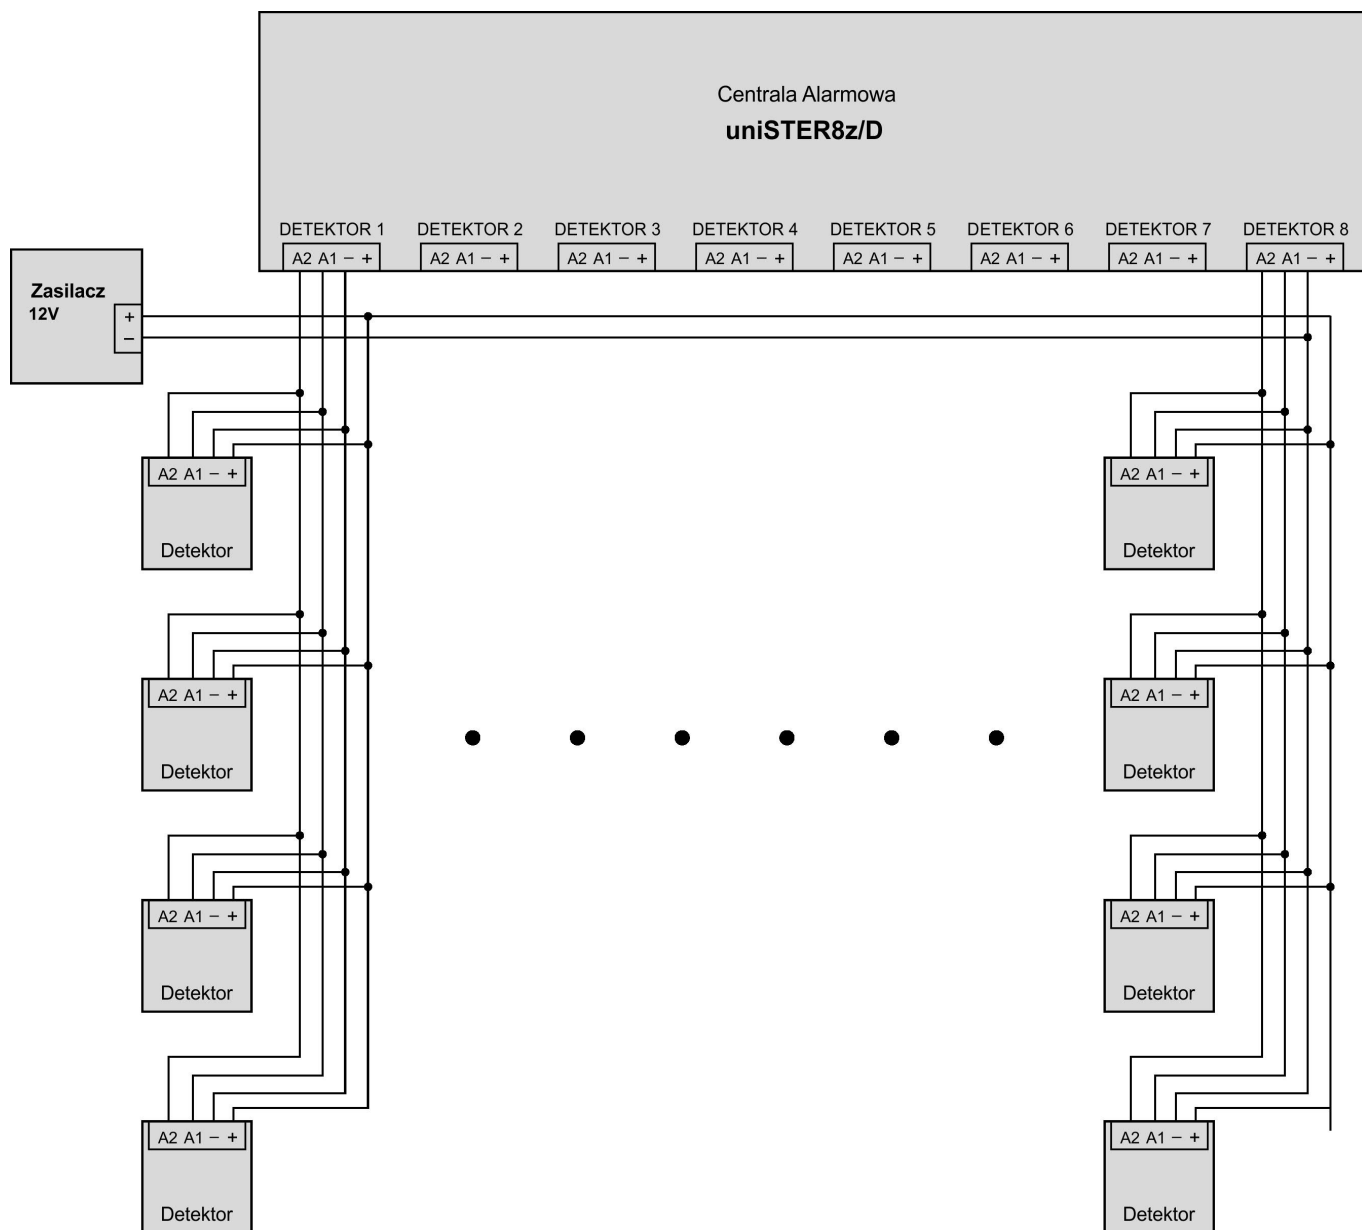 Centrala Alarmowa
uniSTER8z/D
DETEKTOR 1 DETEKTOR 2 DETEKTOR 3 DETEKTOR 4 DETEKTOR 5 DETEKTOR 6 DETEKTOR 7 DETEKTOR 8
A2 A1 – + A2 A1 – + A2 A1 – + A2 A1 – + A2 A1 – + A2 A1 – + A2 A1 – + A2 A1 – +
Zasilacz
12V
+
–
A2 A1 – + A2 A1 – +
Detektor Detektor
A2 A1 – + A2 A1 – +
Detektor Detektor
A2 A1 – + A2 A1 – +
Detektor Detektor
A2 A1 – + A2 A1 – +
Detektor Detektor